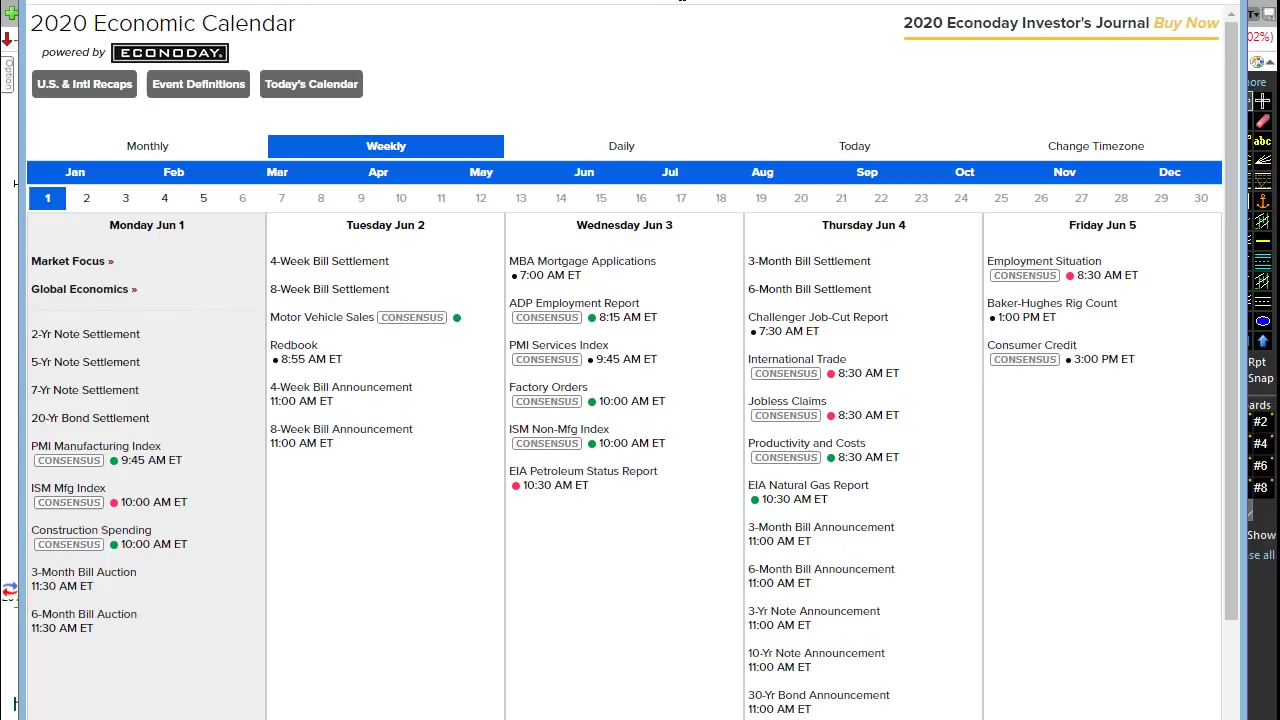 2020 Economic Calendar
2020 Econoday Investor's Journal Buy Now
powered by ECONODAY
U.S. & Intl Recaps Event Definitions Today's Calendar
Monthly Weekly Daily Today Change Timezone
Jan Feb Mar Apr May Jun Jul Aug Sep Oct Nov Dec
1 2 3 4 5 6 7 8 9 10 11 12 13 14 15 16 17 18 19 20 21 22 23 24 25 26 27 28 29 30
Monday Jun 1
Market Focus »
Global Economics »
2-Yr Note Settlement
5-Yr Note Settlement
7-Yr Note Settlement
20-Yr Bond Settlement
PMI Manufacturing Index
CONSENSUS 9:45 AM ET
ISM Mfg Index
CONSENSUS 10:00 AM ET
Construction Spending
CONSENSUS 10:00 AM ET
3-Month Bill Auction
11:30 AM ET
6-Month Bill Auction
11:30 AM ET
Tuesday Jun 2
4-Week Bill Settlement
8-Week Bill Settlement
Motor Vehicle Sales CONSENSUS
Redbook
8:55 AM ET
4-Week Bill Announcement
11:00 AM ET
8-Week Bill Announcement
11:00 AM ET
Wednesday Jun 3
MBA Mortgage Applications
7:00 AM ET
ADP Employment Report
CONSENSUS 8:15 AM ET
PMI Services Index
CONSENSUS 9:45 AM ET
Factory Orders
CONSENSUS 10:00 AM ET
ISM Non-Mfg Index
CONSENSUS 10:00 AM ET
EIA Petroleum Status Report
10:30 AM ET
Thursday Jun 4
3-Month Bill Settlement
6-Month Bill Settlement
Challenger Job-Cut Report
7:30 AM ET
International Trade
CONSENSUS 8:30 AM ET
Jobless Claims
CONSENSUS 8:30 AM ET
Productivity and Costs
CONSENSUS 8:30 AM ET
EIA Natural Gas Report
10:30 AM ET
3-Month Bill Announcement
11:00 AM ET
6-Month Bill Announcement
11:00 AM ET
3-Yr Note Announcement
11:00 AM ET
10-Yr Note Announcement
11:00 AM ET
30-Yr Bond Announcement
11:00 AM ET
Friday Jun 5
Employment Situation
CONSENSUS 8:30 AM ET
Baker-Hughes Rig Count
1:00 PM ET
Consumer Credit
CONSENSUS 3:00 PM ET
Option
02%)
ore
abc
Rpt
Snap
ards
#2
#4
#6
#8
Show
se all